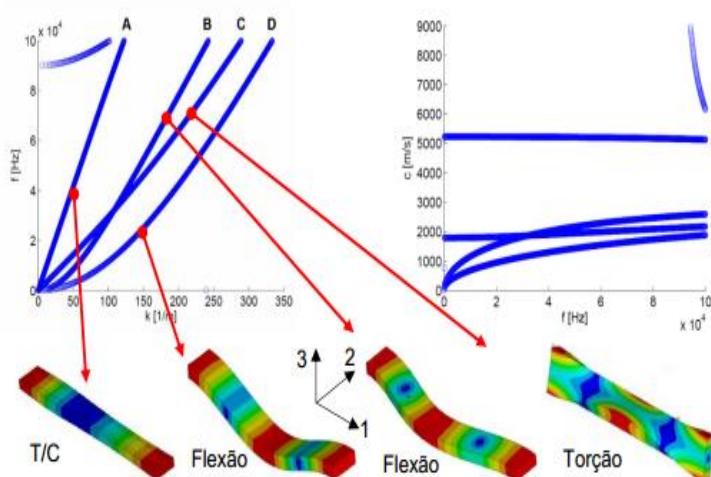 x 10⁴
A B C D
10
8
6
4
2
0
f [Hz]
0 50 100 150 200 250 300 350
k [1/m]
9000
8000
7000
6000
5000
4000
3000
2000
1000
0
c [m/s]
0 2 4 6 8 10
f [Hz]
x 10⁴
3 2 1
T/C
Flexão
Flexão
Torção